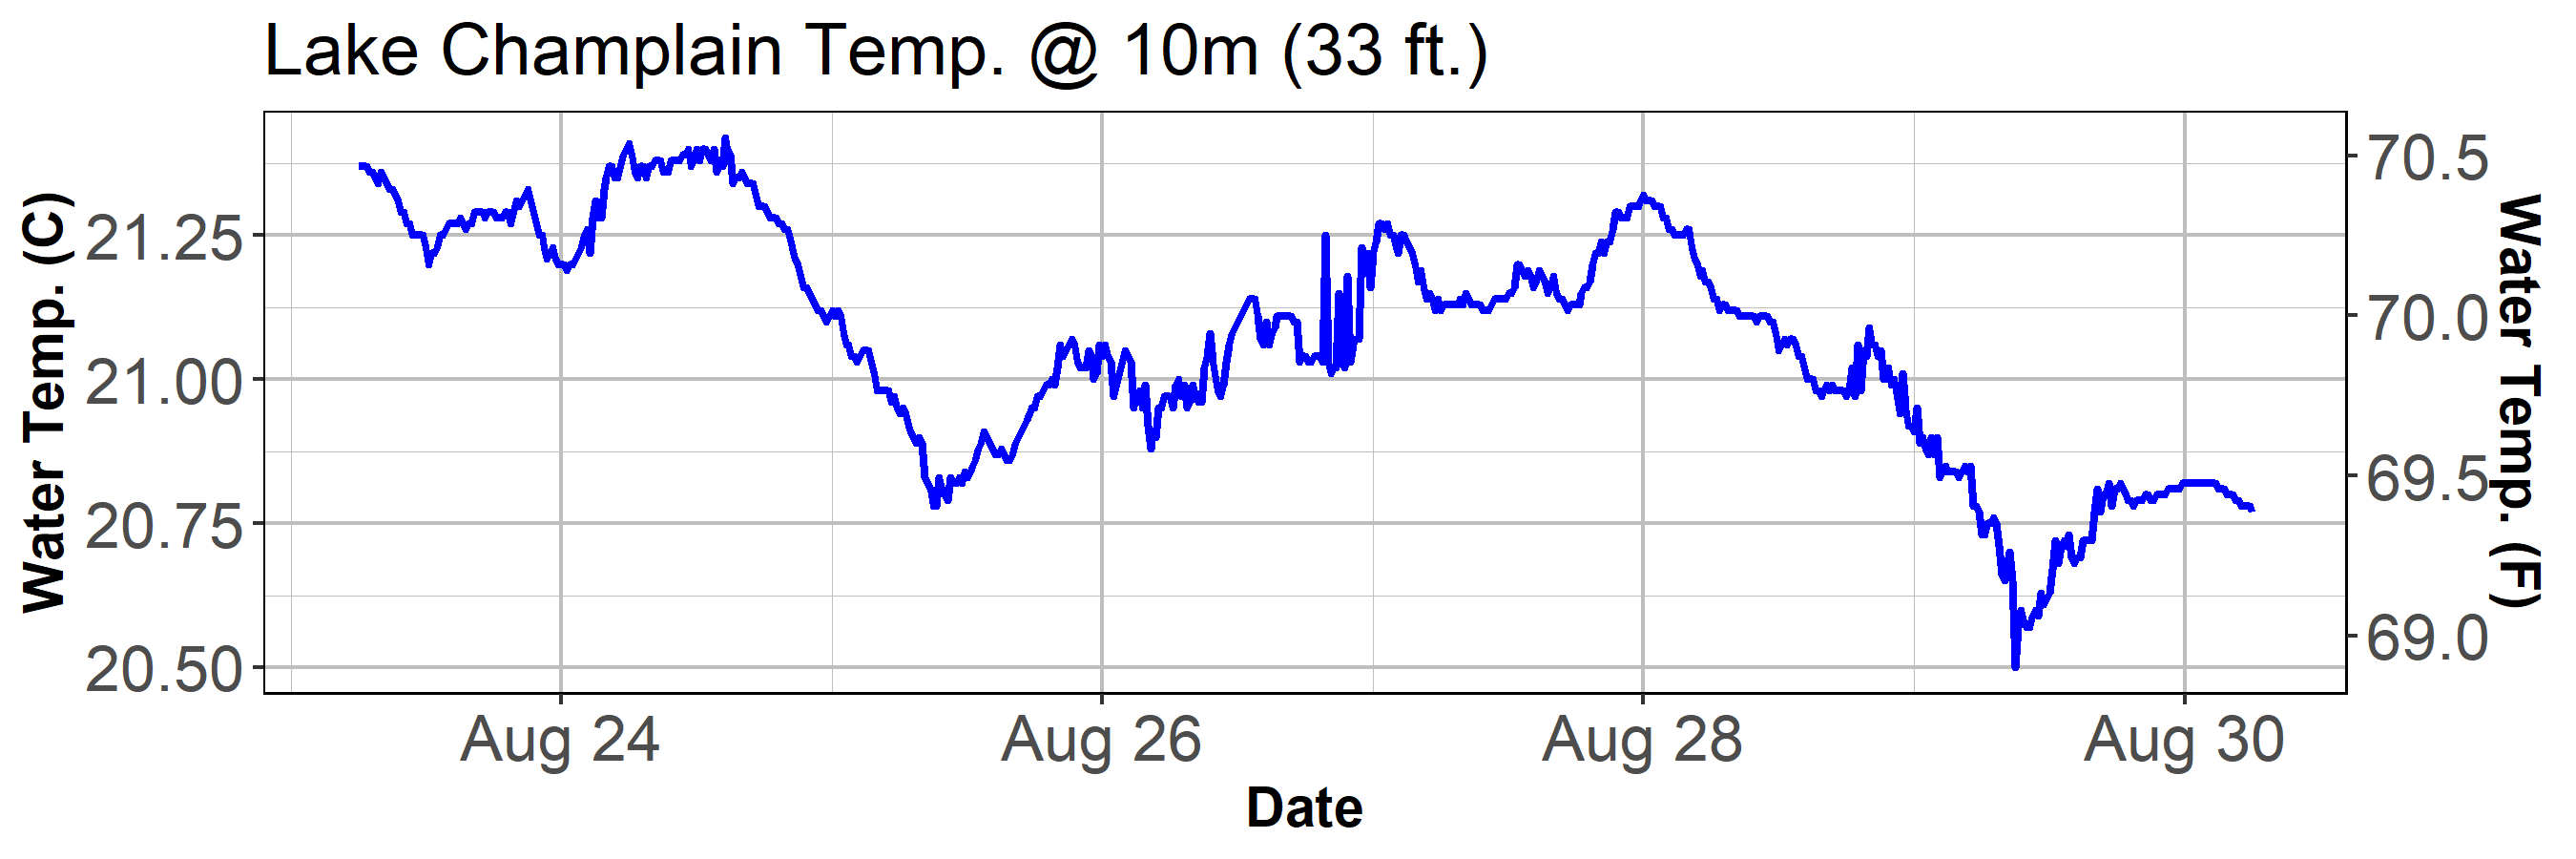 Lake Champlain Temp. @ 10m (33 ft.)
Water Temp. (C)
21.25
21.00
20.75
20.50
70.5
70.0
69.5
69.0
Water Temp. (F)
Aug 24
Aug 26
Aug 28
Aug 30
Date